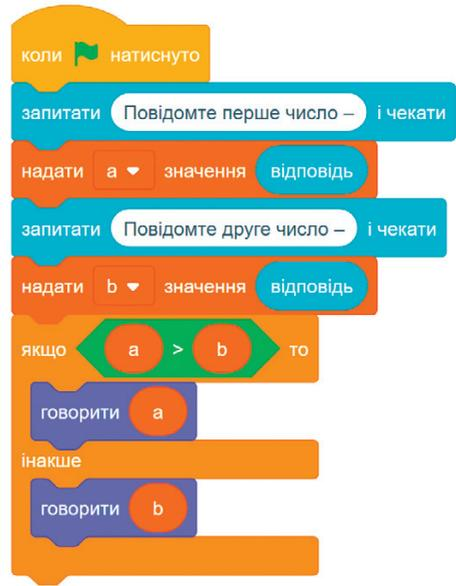 коли натиснуто
запитати Повідомте перше число – і чекати
надати a значення відповідь
запитати Повідомте друге число – і чекати
надати b значення відповідь
якщо a > b то
говорити a
інакше
говорити b